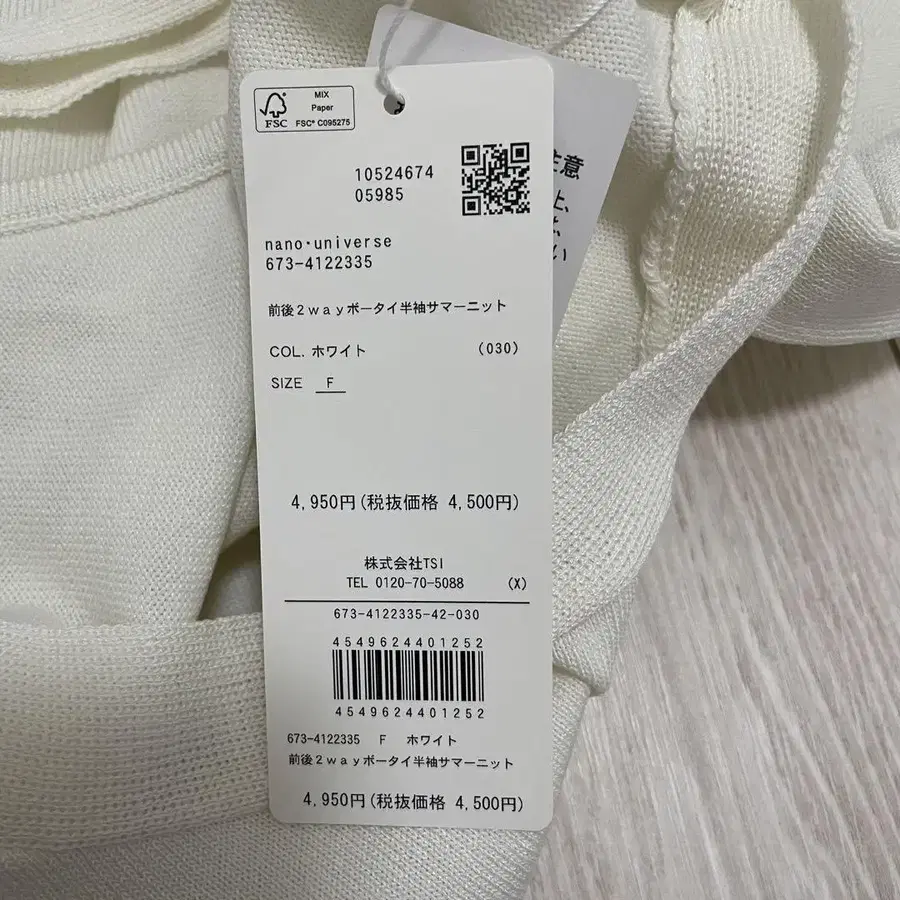 MIX
Paper
FSC® C095275
FSC
10524674
05985
nano・universe
673-4122335
前後2wayボータイ半袖サマーニット
COL. ホワイト (030)
SIZE F
4,950円(税抜価格 4,500円)
株式会社TSI
TEL 0120-70-5088 (X)
673-4122335-42-030
4549624401252
4549624401252
673-4122335 F ホワイト
前後2wayボータイ半袖サマーニット
4,950円(税抜価格 4,500円)
注意
上、
い